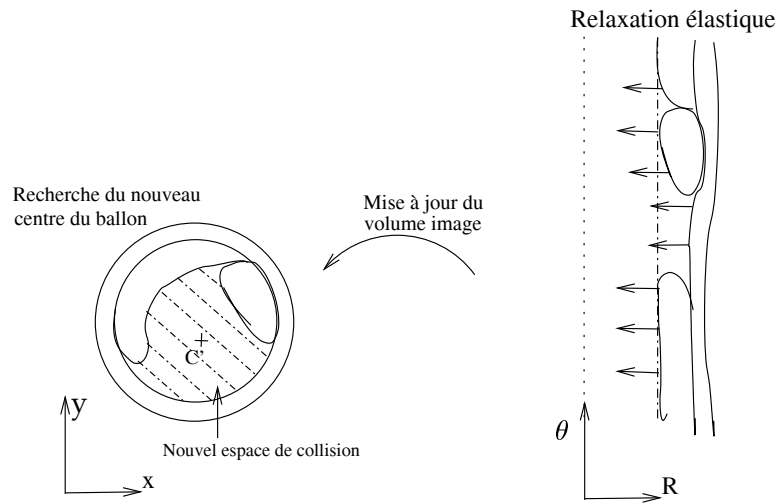 Relaxation élastique
Recherche du nouveau
centre du ballon
Mise à jour du
volume image
C'
y
x
Nouvel espace de collision
θ
R